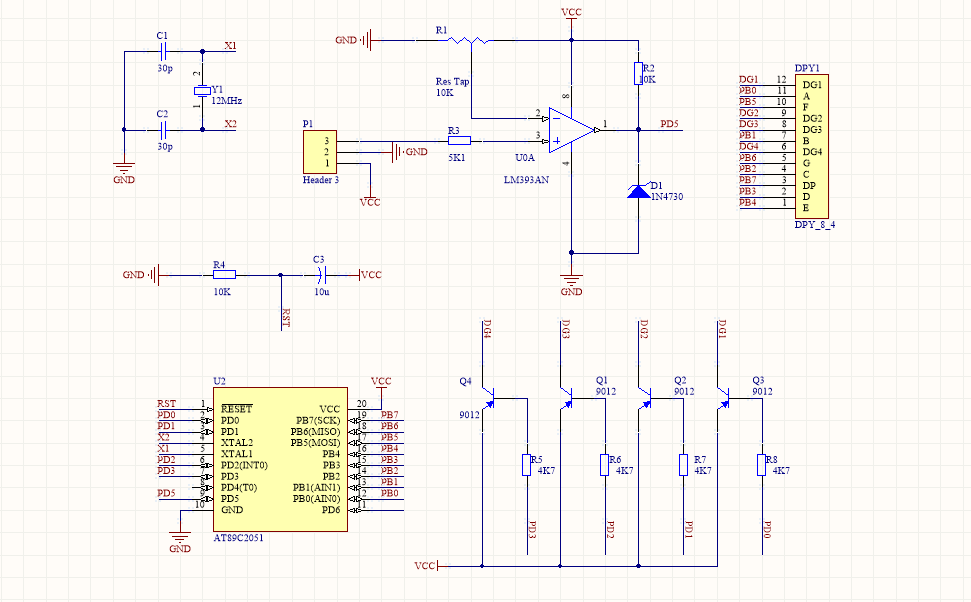 VCC
C1
X1
30p
2
Y1
12MHz
1
C2
X2
30p
GND
GND
R1
Res Tap
10K
R2
10K
8
2
3
1
PD5
4
U0A
LM393AN
D1
1N4730
GND
P1
3
2
1
Header 3
GND
VCC
R3
5K1
DPY1
DG1 12 DG1
PB0 11 A
PB5 10 F
DG2 9 DG2
DG3 8 DG3
PB1 7 B
DG4 6 DG4
PB6 5 G
PB2 4 C
PB7 3 DP
PB3 2 D
PB4 1 E
DPY_8_4
GND
R4
10K
C3
10u
VCC
RST
U2
VCC
RST 1 RESET VCC 20
PD0 2 PD0 PB7(SCK) 19 PB7
PD1 3 PD1 PB6(MISO) 18 PB6
X2 4 XTAL2 PB5(MOSI) 17 PB5
X1 5 XTAL1 PB4 16 PB4
PD2 6 PD2(INT0) PB3 15 PB3
PD3 7 PD3 PB2 14 PB2
8 PD4(T0) PB1(AIN1) 13 PB1
PD5 9 PD5 PB0(AIN0) 12 PB0
10 GND PD6 11
GND
AT89C2051
DG4
DG3
DG2
DG1
Q4
9012
Q1
9012
Q2
9012
Q3
9012
R5
4K7
R6
4K7
R7
4K7
R8
4K7
PD3
PD2
PD1
PD0
VCC